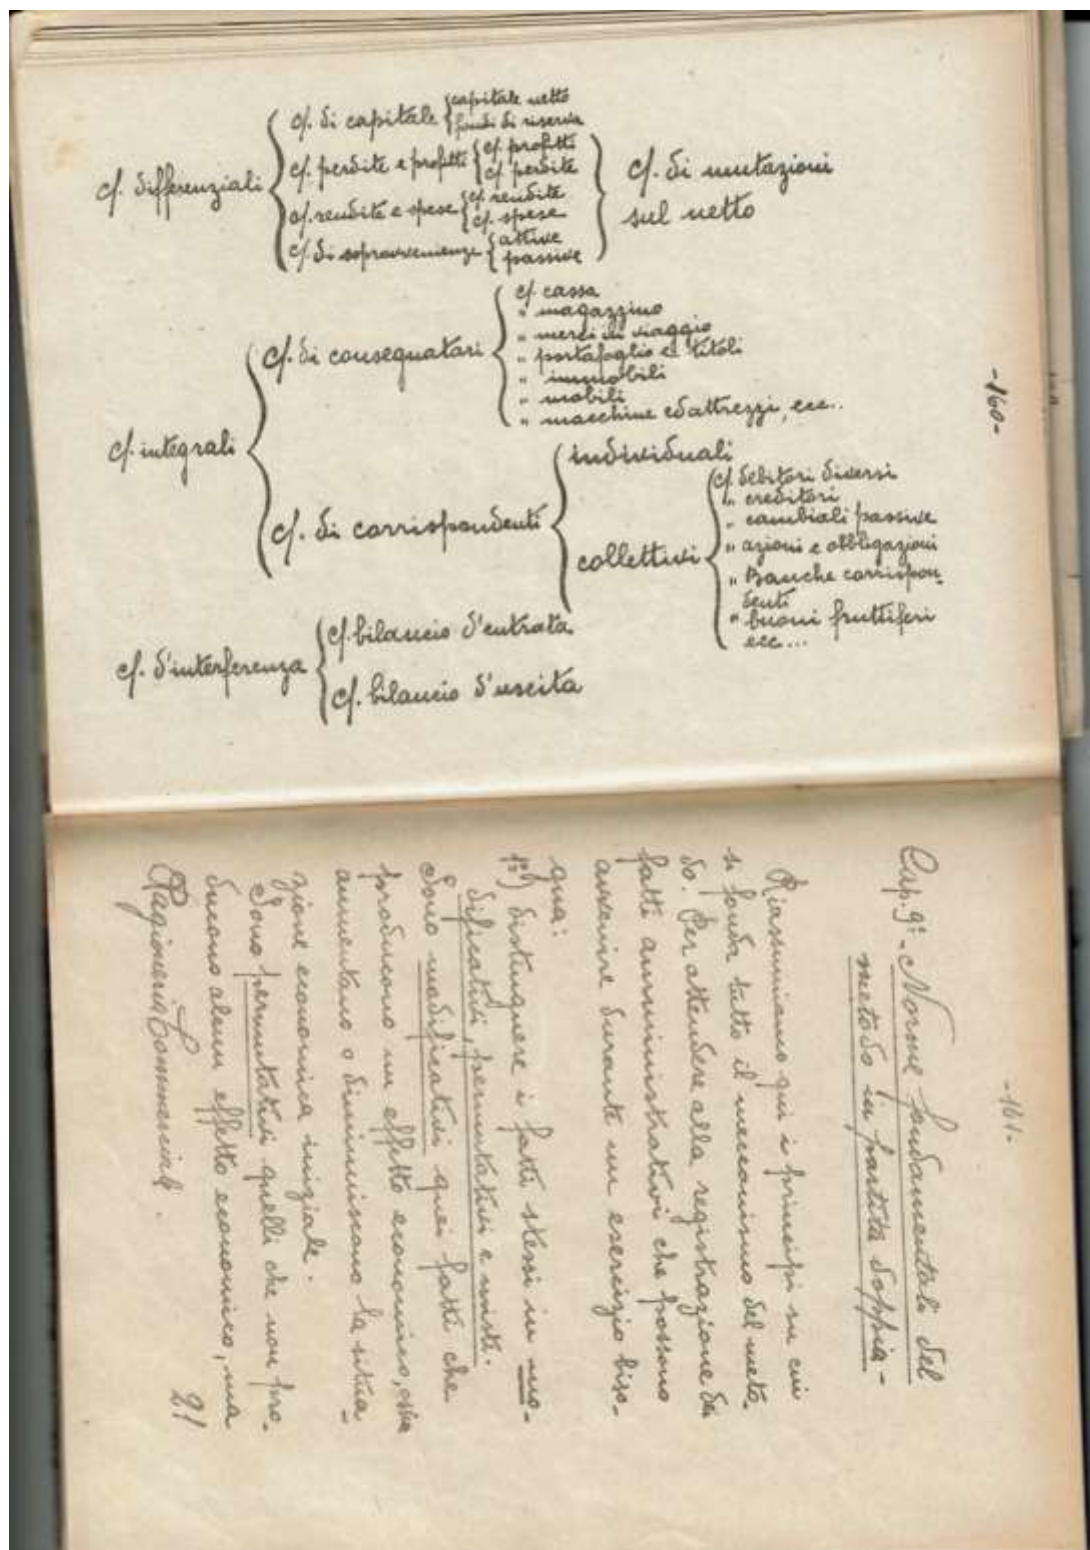 -160-
c/. differenziali
c/. di capitale
capitale netto
fondi di riserva
c/. perdite e profitti
c/. profitti
c/. perdite
c/. rendite e spese
c/. rendite
c/. spese
c/. di sopravvenienze
attive
passive
c/. di mutazioni
sul netto
c/. integrali
c/. di consegnatari
c/. cassa
" magazzino
" merci in viaggio
" portafoglio e titoli
" immobili
" mobili
" macchine ed attrezzi, ecc..
c/. di corrispondenti
individuali
collettivi
c/. debitori diversi
" creditori
" cambiali passive
" azioni e obbligazioni
" Banche corrispon-
denti
" buoni fruttiferi
ecc...
c/. d'interferenza
c/. bilancio d'entrata
c/. bilancio d'uscita
-161-
Cap. 9°- Norme fondamentali del
metodo in partita doppia-
Riassumiamo qui i principi su cui
si fonda tutto il meccanismo del meto-
do. Per attendere alla registrazione dei
fatti amministrativi che possono
avvenire durante un esercizio biso-
gna:
1°) distinguere i fatti stessi in mo-
dificativi, permutativi e misti.
Sono modificativi quei fatti che
producono un effetto economico, ossia
aumentano o diminuiscono la situa-
zione economica iniziale.
Sono permutativi quelli che non pro-
ducono alcun effetto economico, ma
Ragioneria Commerciale.
21